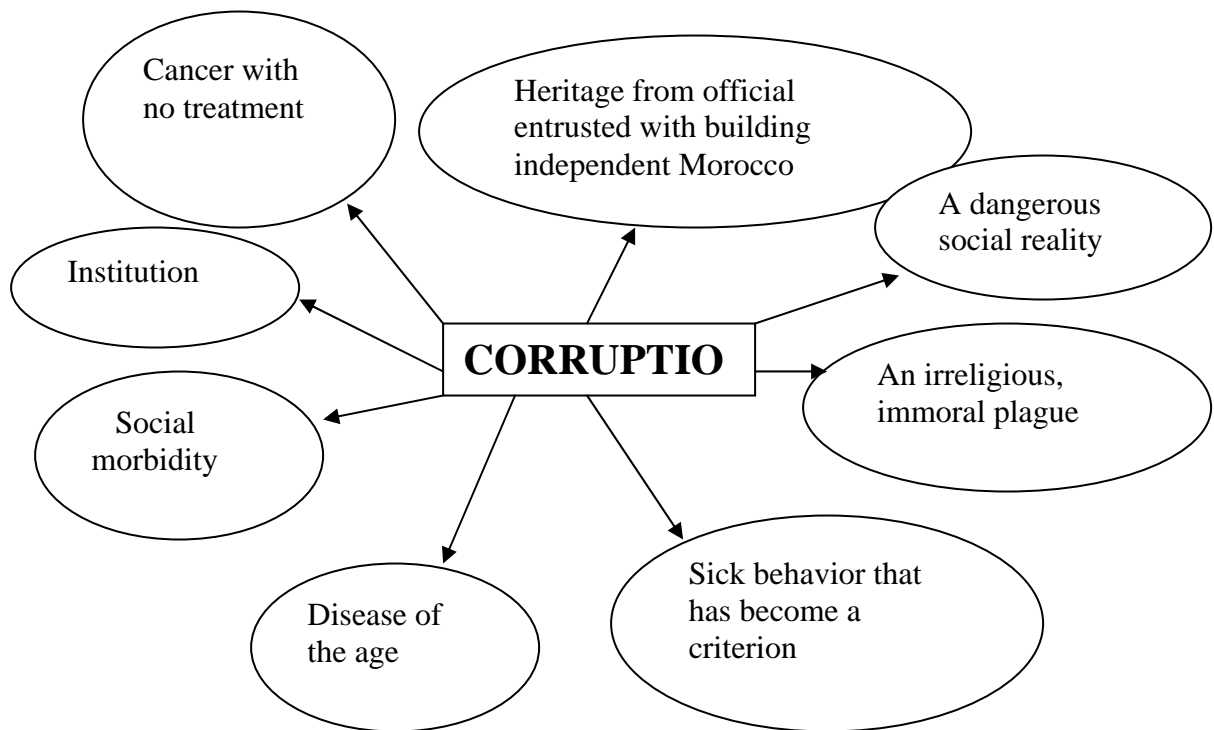 Cancer with
no treatment
Heritage from official
entrusted with building
independent Morocco
A dangerous
social reality
Institution
CORRUPTIO
An irreligious,
immoral plague
Social
morbidity
Disease of
the age
Sick behavior that
has become a
criterion